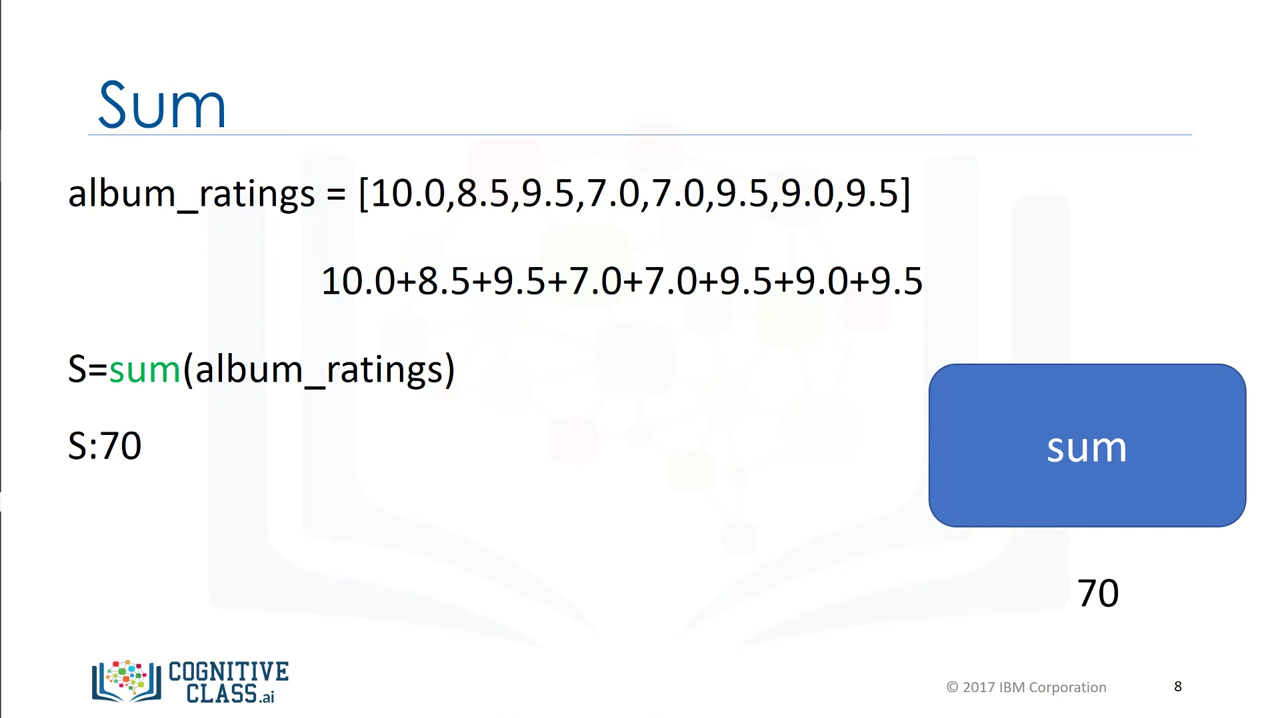 Sum
album_ratings = [10.0,8.5,9.5,7.0,7.0,9.5,9.0,9.5]
10.0+8.5+9.5+7.0+7.0+9.5+9.0+9.5
S=sum(album_ratings)
S:70
sum
70
COGNITIVE
CLASS.ai
© 2017 IBM Corporation
8